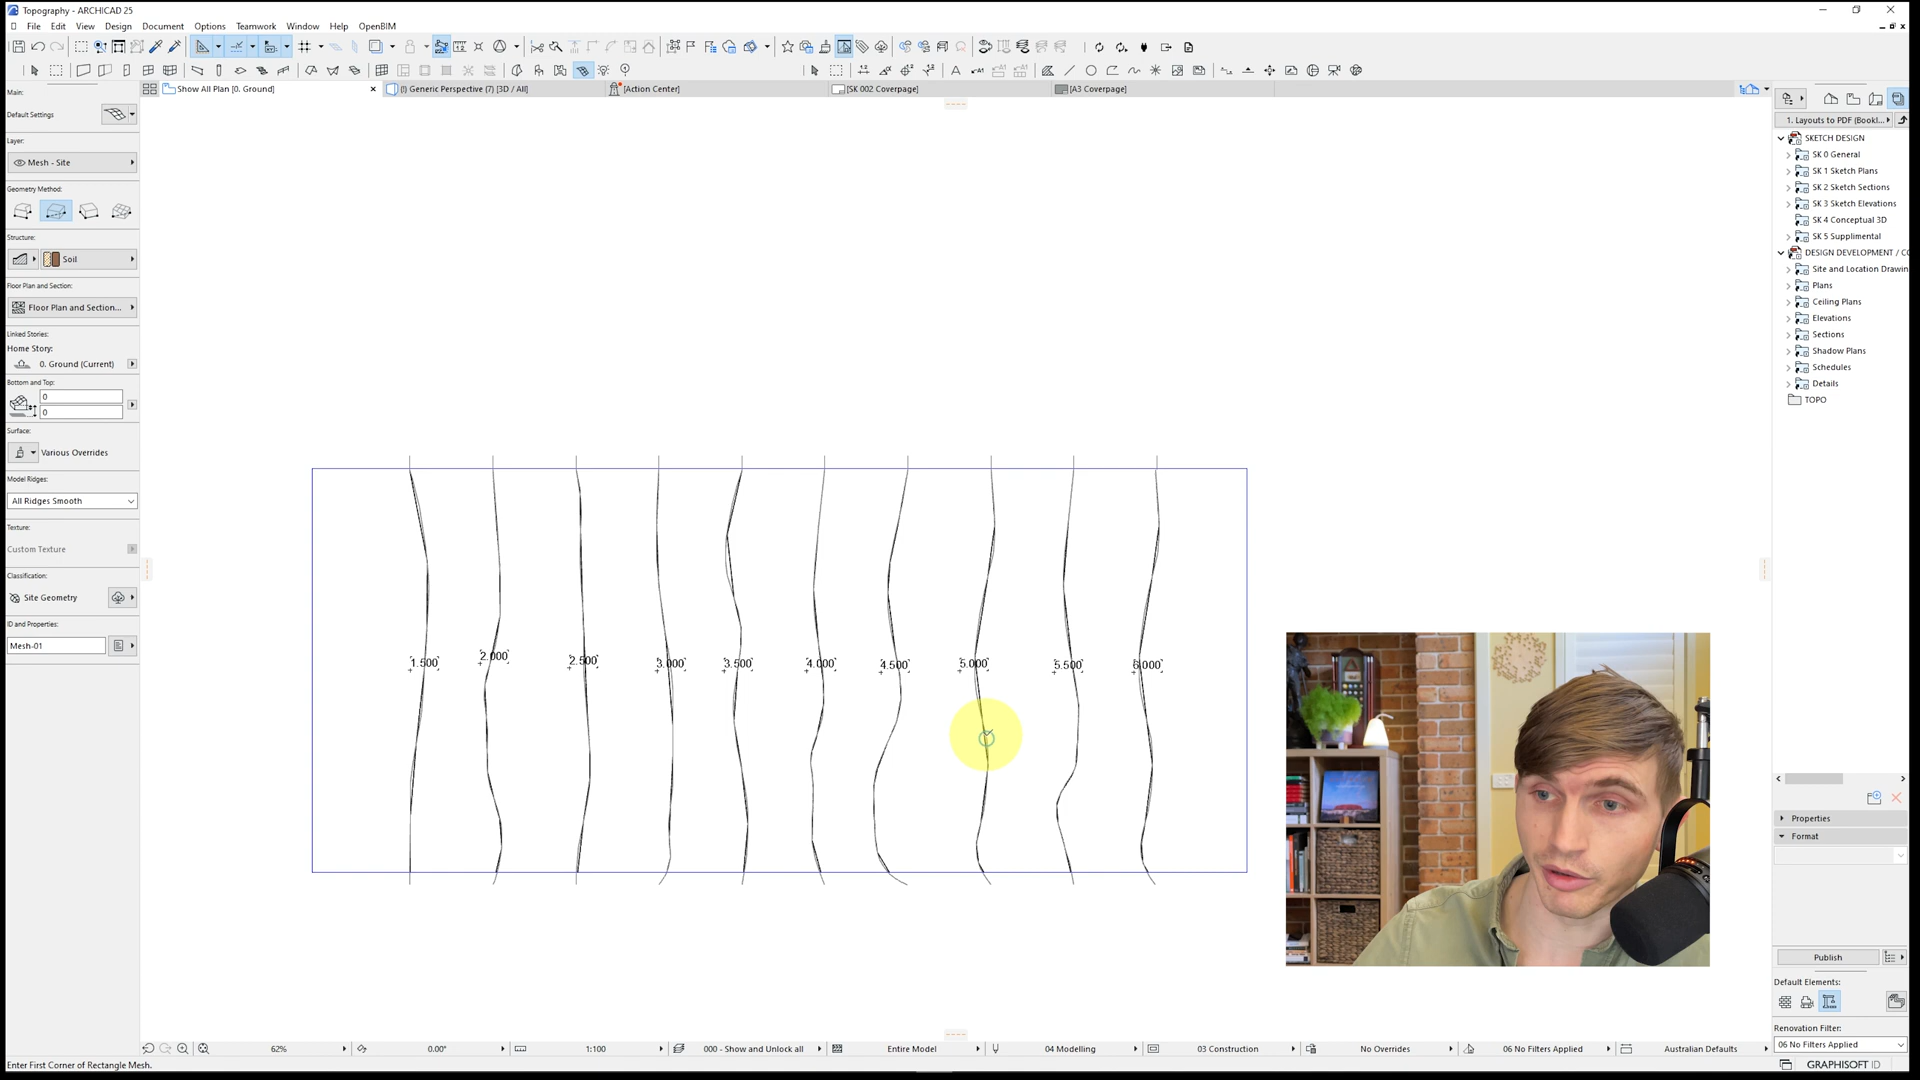 Topography - ARCHICAD 25
File Edit View Design Document Options Teamwork Window Help OpenBIM
Show All Plan [0. Ground]
(!) Generic Perspective (7) [3D / All]
[Action Center]
[SK 002 Coverpage]
[A3 Coverpage]
Main:
Default Settings
Layer:
Mesh - Site
Geometry Method:
Structure:
Soil
Floor Plan and Section:
Floor Plan and Section...
Linked Stories:
Home Story:
0. Ground (Current)
Bottom and Top:
0
0
Surface:
Various Overrides
Model Ridges:
All Ridges Smooth
Texture:
Custom Texture
Classification:
Site Geometry
ID and Properties:
Mesh-01
1.500 2.000 2.500 3.000 3.500 4.000 4.500 5.000 5.500 6.000
1. Layouts to PDF (Bookl...
SKETCH DESIGN
SK 0 General
SK 1 Sketch Plans
SK 2 Sketch Sections
SK 3 Sketch Elevations
SK 4 Conceptual 3D
SK 5 Supplimental
DESIGN DEVELOPMENT / CO
Site and Location Drawin
Plans
Ceiling Plans
Elevations
Sections
Shadow Plans
Schedules
Details
TOPO
Properties
Format
Publish
Default Elements:
Renovation Filter:
06 No Filters Applied
62% 0.00° 1:100 000 - Show and Unlock all Entire Model 04 Modelling 03 Construction No Overrides 06 No Filters Applied Australian Defaults
Enter First Corner of Rectangle Mesh.
GRAPHISOFT ID